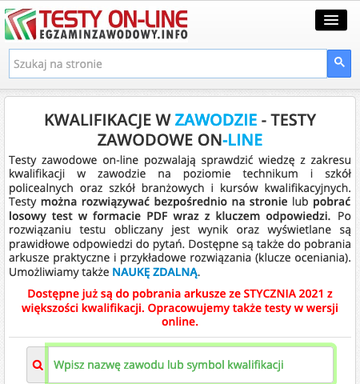 TESTY ON-LINE
EGZAMINZAWODOWY.INFO
Szukaj na stronie
KWALIFIKACJE W ZAWODZIE - TESTY
ZAWODOWE ON-LINE
Testy zawodowe on-line pozwalają sprawdzić wiedzę z zakresu
kwalifikacji w zawodzie na poziomie technikum i szkół
policealnych oraz szkół branżowych i kursów kwalifikacyjnych.
Testy można rozwiązywać bezpośrednio na stronie lub pobrać
losowy test w formacie PDF wraz z kluczem odpowiedzi. Po
rozwiązaniu testu obliczany jest wynik oraz wyświetlane są
prawidłowe odpowiedzi do pytań. Dostępne są także do pobrania
arkusze praktyczne i przykładowe rozwiązania (klucze oceniania).
Umożliwiamy także NAUKĘ ZDALNĄ.
Dostępne już są do pobrania arkusze ze STYCZNIA 2021 z
większości kwalifikacji. Opracowujemy także testy w wersji
online.
Wpisz nazwę zawodu lub symbol kwalifikacji